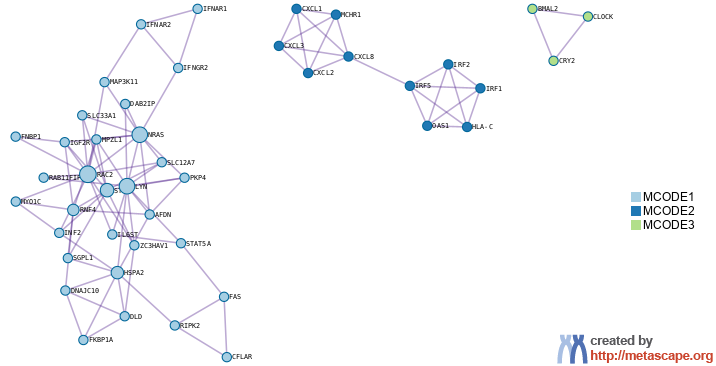 IFNAR1
IFNAR2
IFNGR2
MAP3K11
DAB2IP
SLC33A1
NRAS
FNBP1
IGF2R
MPZL1
SLC12A7
RAC2
PKP4
LYN
MYO1C
RNF4
AFDN
INF2
IL6ST
ZC3HAV1
STAT5A
SGPL1
HSPA2
DNAJC10
FAS
DLD
RIPK2
FKBP1A
CFLAR
CXCL1
MCHR1
CXCL3
CXCL8
CXCL2
IRF2
IRF5
IRF1
OAS1
HLA-C
BMAL2
CLOCK
CRY2
MCODE1
MCODE2
MCODE3
created by
http://metascape.org